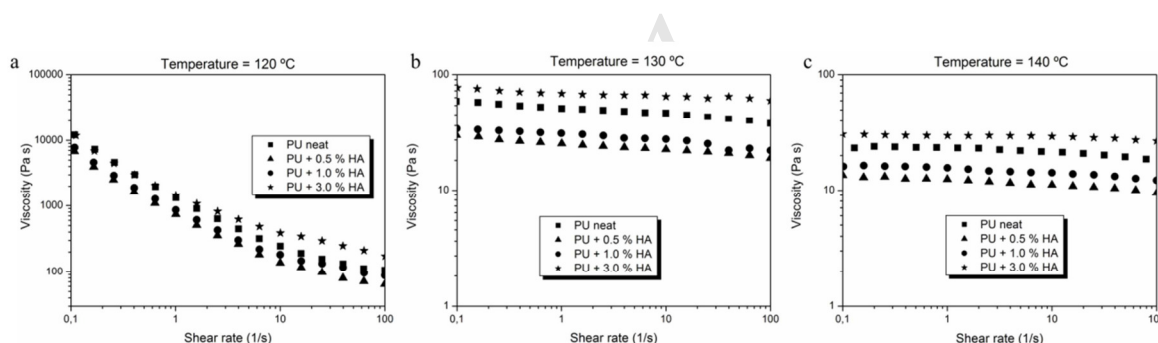 a
Temperature = 120 ºC
Viscosity (Pa s)
100000
10000
1000
100
PU neat
PU + 0.5 % HA
PU + 1.0 % HA
PU + 3.0 % HA
0,1
1
10
100
Shear rate (1/s)
b
Temperature = 130 ºC
Viscosity (Pa s)
100
10
1
PU neat
PU + 0.5 % HA
PU + 1.0 % HA
PU + 3.0 % HA
0,1
1
10
100
Shear rate (1/s)
c
Temperature = 140 ºC
Viscosity (Pa s)
100
10
1
PU neat
PU + 0.5 % HA
PU + 1.0 % HA
PU + 3.0 % HA
0,1
1
10
100
Shear rate (1/s)